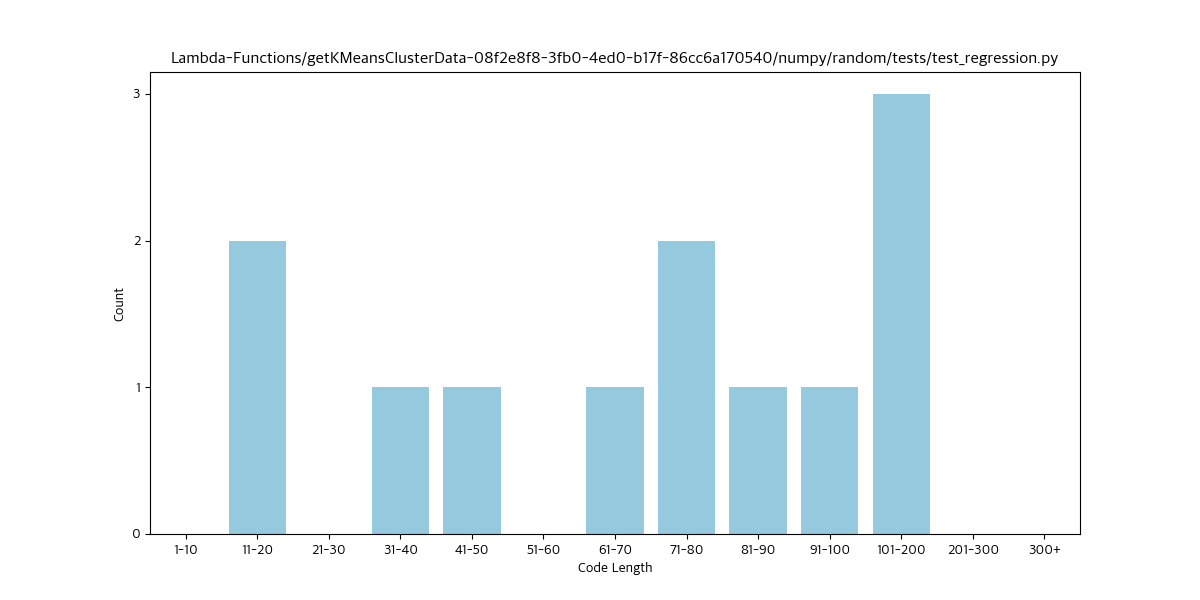 Lambda-Functions/getKMeansClusterData-08f2e8f8-3fb0-4ed0-b17f-86cc6a170540/numpy/random/tests/test_regression.py
3
2
1
0
Count
1-10 11-20 21-30 31-40 41-50 51-60 61-70 71-80 81-90 91-100 101-200 201-300 300+
Code Length